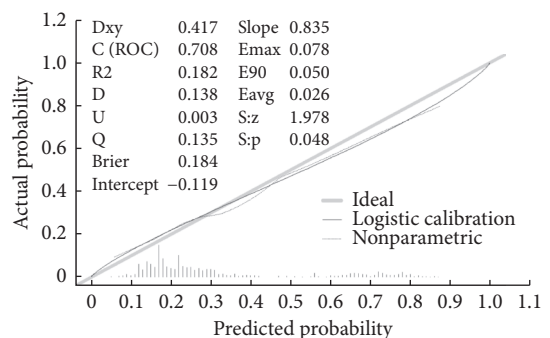 1.2
1.0
0.8
0.6
0.4
0.2
0
Actual probability
Dxy 0.417 Slope 0.835
C (ROC) 0.708 Emax 0.078
R2 0.182 E90 0.050
D 0.138 Eavg 0.026
U 0.003 S:z 1.978
Q 0.135 S:p 0.048
Brier 0.184
Intercept −0.119
Ideal
Logistic calibration
Nonparametric
0 0.1 0.2 0.3 0.4 0.5 0.6 0.7 0.8 0.9 1.0 1.1
Predicted probability